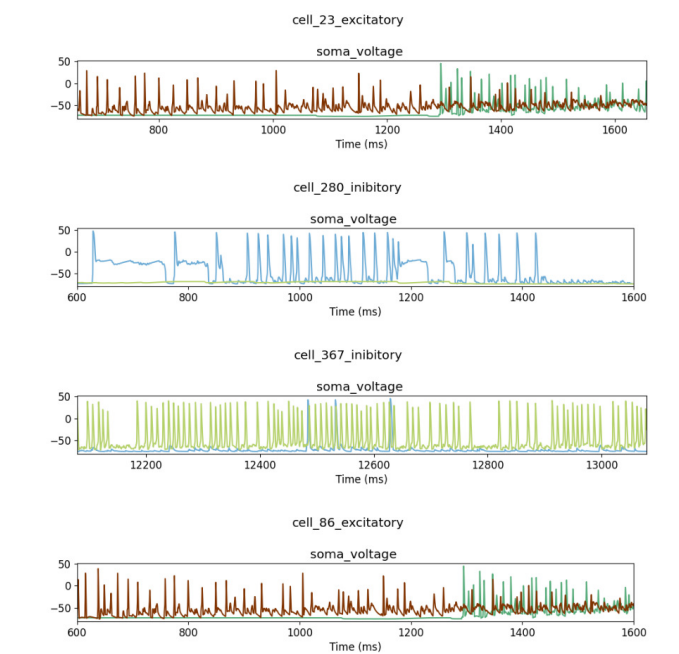 cell_23_excitatory
soma_voltage
50
0
−50
800 1000 1200 1400 1600
Time (ms)
cell_280_inibitory
soma_voltage
50
0
−50
600 800 1000 1200 1400 1600
Time (ms)
cell_367_inibitory
soma_voltage
50
0
−50
12200 12400 12600 12800 13000
Time (ms)
cell_86_excitatory
soma_voltage
50
0
−50
600 800 1000 1200 1400 1600
Time (ms)